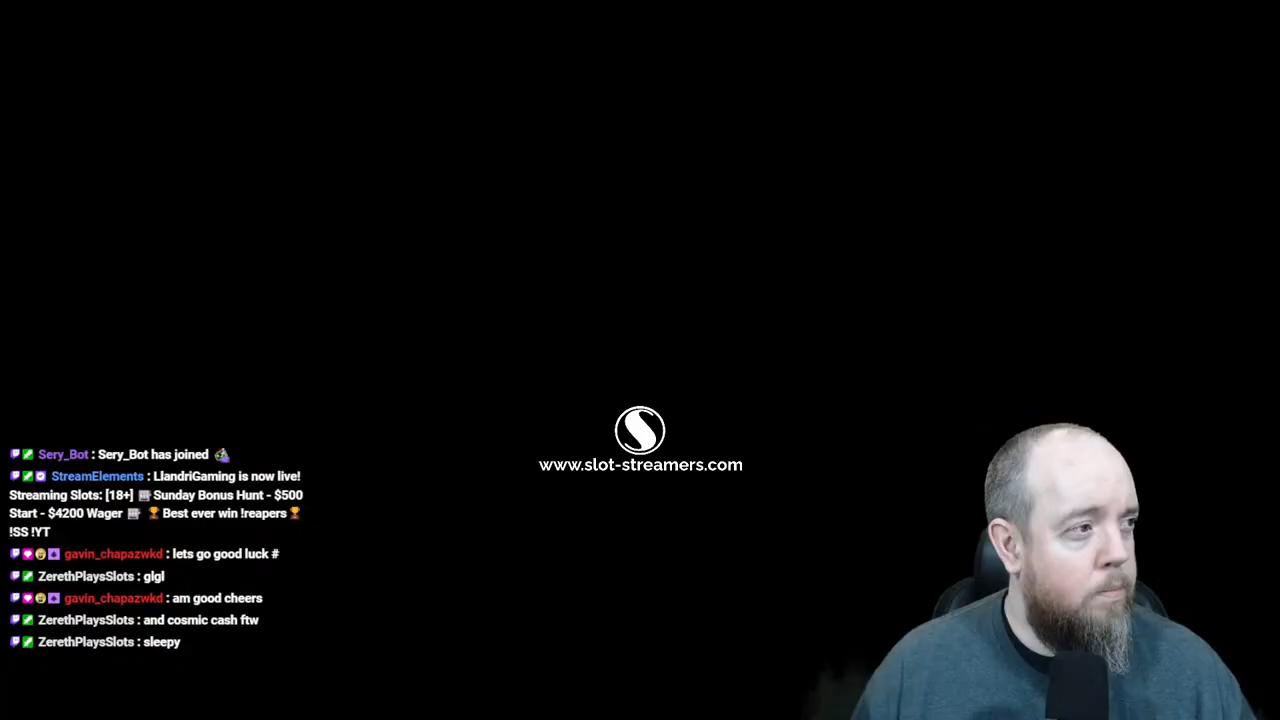 www.slot-streamers.com
Sery_Bot : Sery_Bot has joined
StreamElements : LlandriGaming is now live!
Streaming Slots: [18+] 🎰 Sunday Bonus Hunt - $500
Start - $4200 Wager 🎰 🏆 Best ever win !reapers 🏆
!SS !YT
gavin_chapazwkd : lets go good luck #
ZerethPlaysSlots : glgl
gavin_chapazwkd : am good cheers
ZerethPlaysSlots : and cosmic cash ftw
ZerethPlaysSlots : sleepy